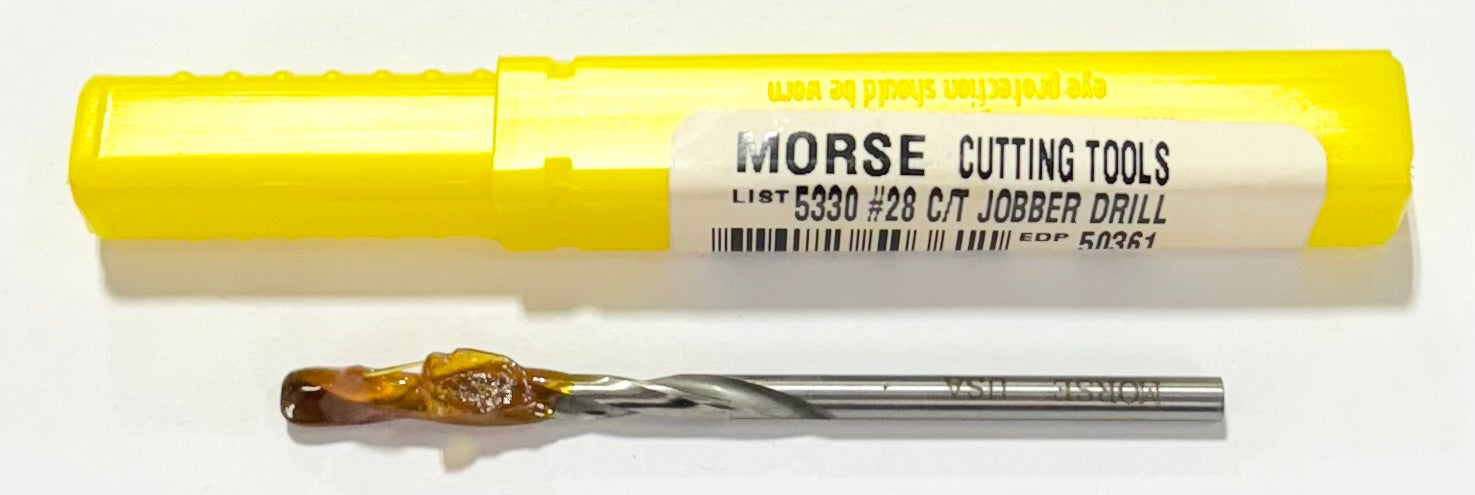 eye protection should be worn
MORSE CUTTING TOOLS
LIST 5330 #28 C/T JOBBER DRILL
EDP 50361
MORSE USA